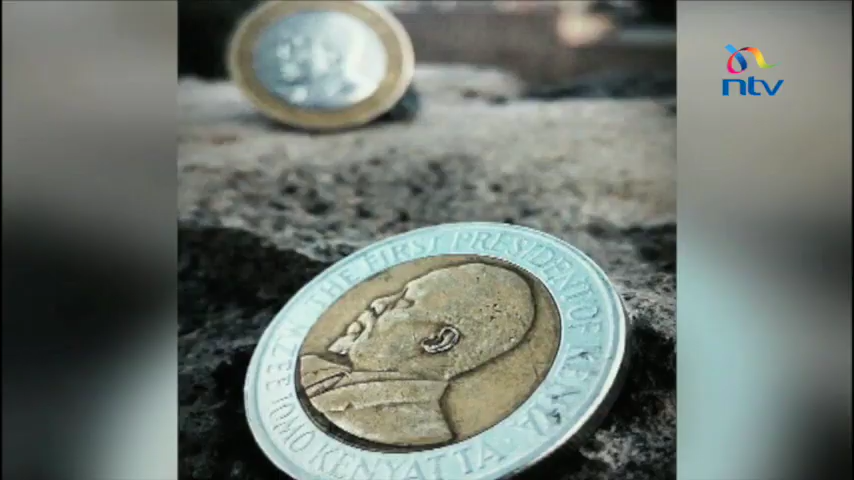 ntv
MZEE JOMO KENYATTA
THE FIRST PRESIDENT OF KENYA